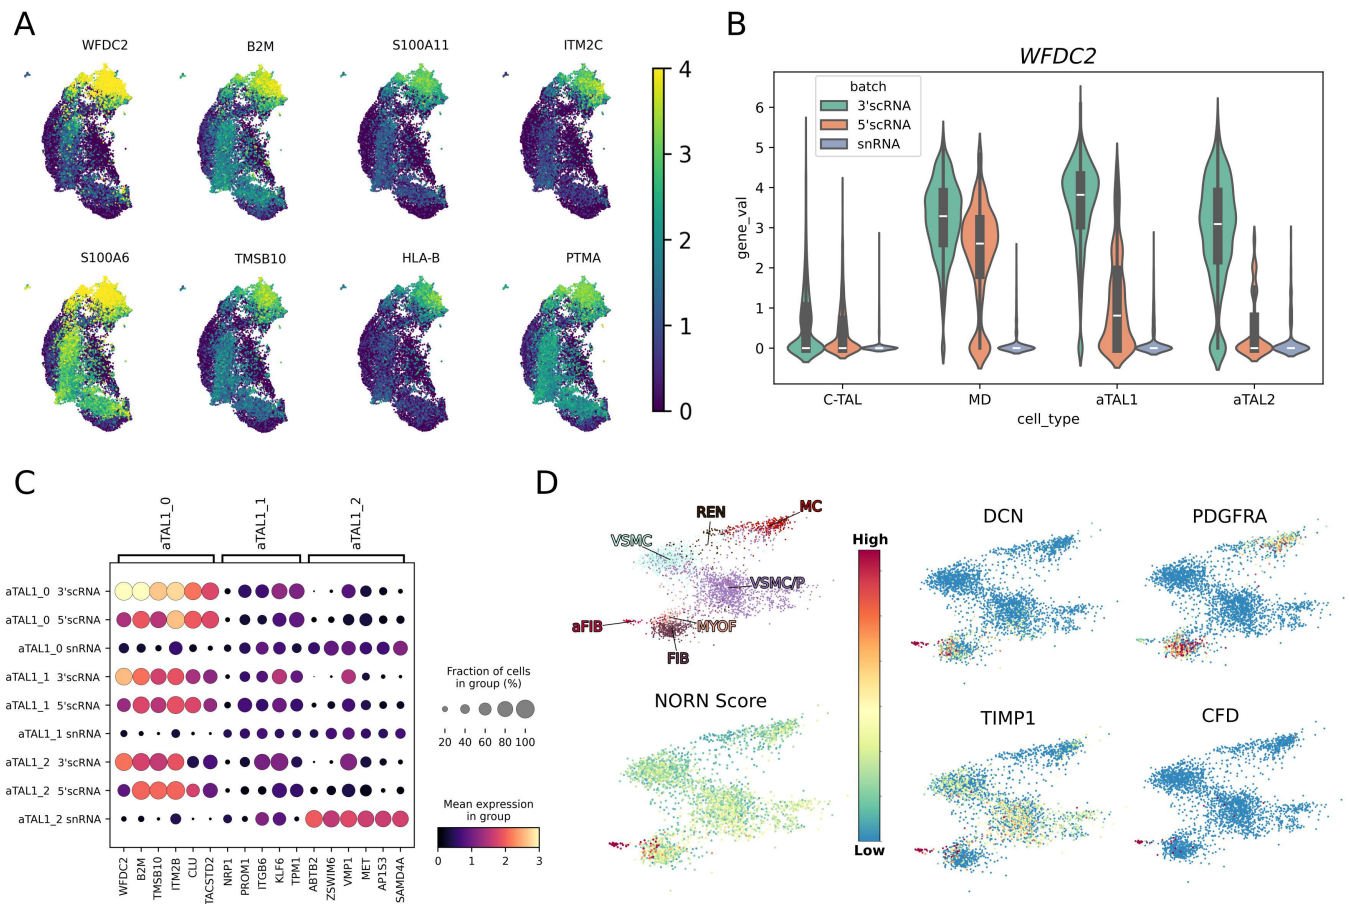 A
WFDC2
B2M
S100A11
ITM2C
S100A6
TMSB10
HLA-B
PTMA
4
3
2
1
0
B
WFDC2
batch
3'scRNA
5'scRNA
snRNA
gene_val
6
5
4
3
2
1
0
C-TAL
MD
aTAL1
aTAL2
cell_type
C
aTAL1_0
aTAL1_1
aTAL1_2
aTAL1_0 3'scRNA
aTAL1_0 5'scRNA
aTAL1_0 snRNA
aTAL1_1 3'scRNA
aTAL1_1 5'scRNA
aTAL1_1 snRNA
aTAL1_2 3'scRNA
aTAL1_2 5'scRNA
aTAL1_2 snRNA
WFDC2
B2M
TMSB10
ITM2B
CLU
TACSTD2
NRP1
PROM1
ITGB6
KLF6
TPM1
ABTB2
ZSWIM6
VMP1
MET
AP1S3
SAMD4A
Fraction of cells
in group (%)
20 40 60 80 100
Mean expression
in group
0 1 2 3
D
REN
MC
VSMC
VSMC/P
aFIB
MYOF
FIB
NORN Score
High
Low
DCN
PDGFRA
TIMP1
CFD